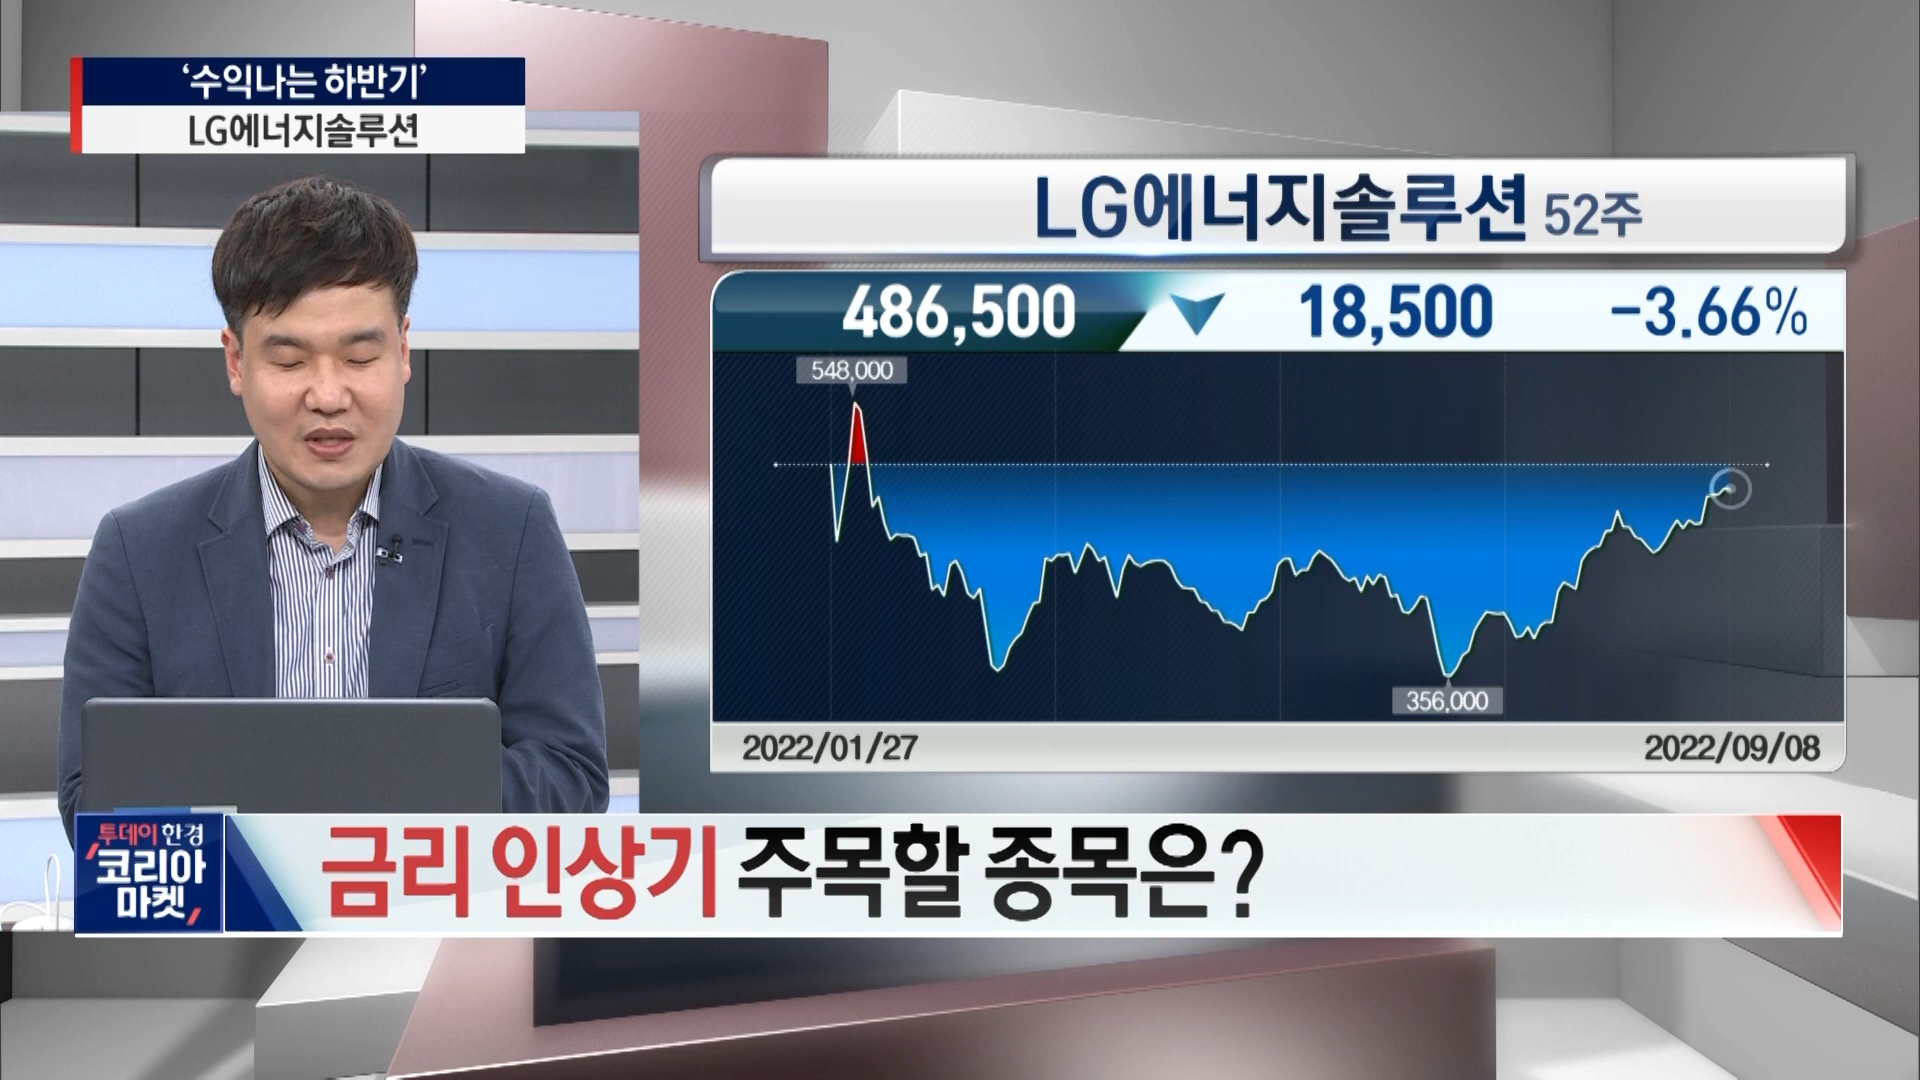 ‘수익나는 하반기’
LG에너지솔루션
LG에너지솔루션 52주
486,500 18,500 -3.66%
548,000
356,000
2022/01/27 2022/09/08
투데이 한경
코리아
마켓
금리 인상기 주목할 종목은?